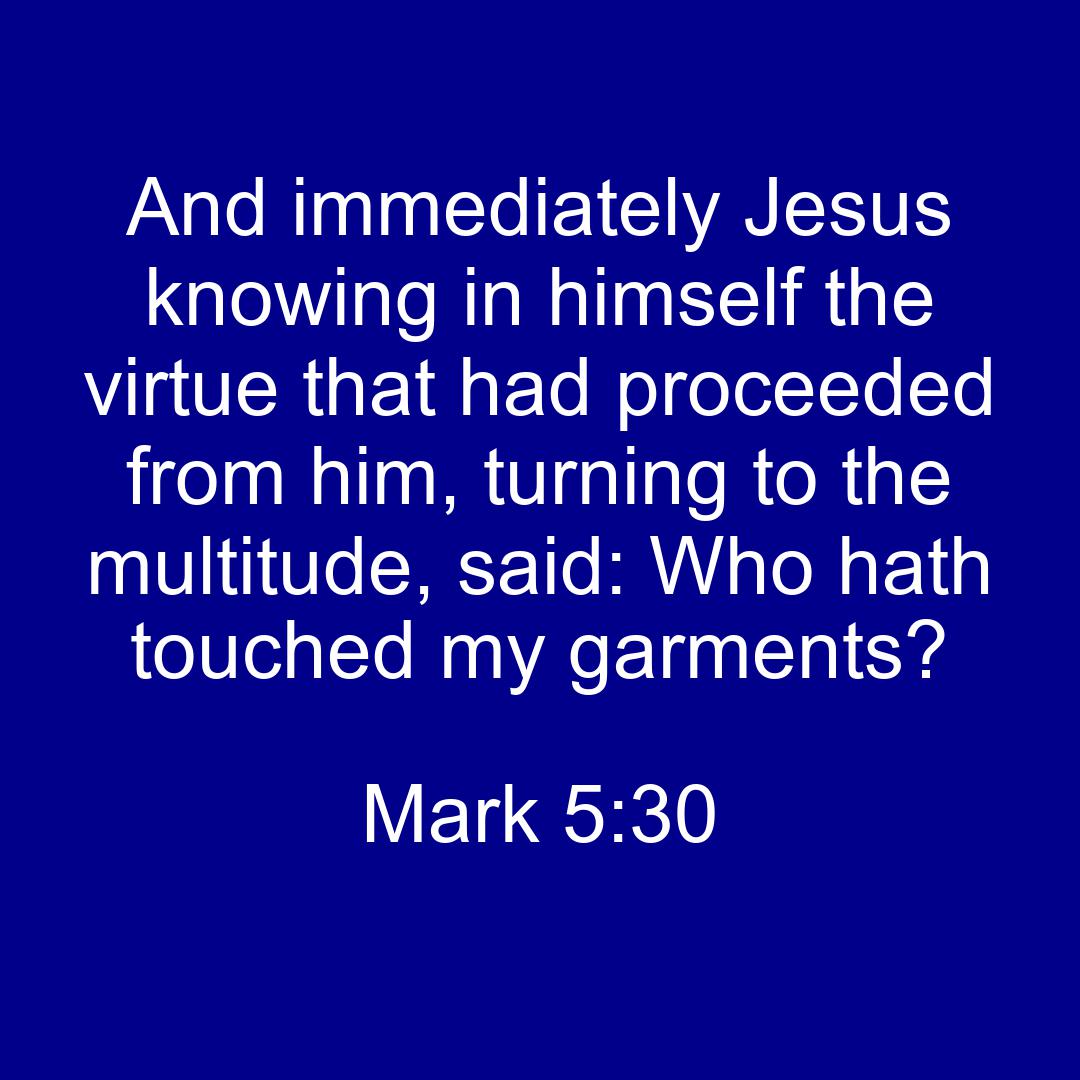 And immediately Jesus
knowing in himself the
virtue that had proceeded
from him, turning to the
multitude, said: Who hath
touched my garments?
Mark 5:30